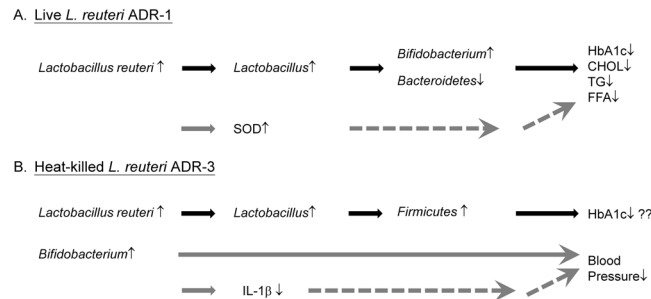 A. Live L. reuteri ADR-1
Lactobacillus reuteri ↑
Lactobacillus↑
Bifidobacterium↑
Bacteroidetes↓
HbA1c↓
CHOL↓
TG↓
FFA↓
SOD↑
B. Heat-killed L. reuteri ADR-3
Lactobacillus reuteri ↑
Lactobacillus↑
Firmicutes ↑
HbA1c↓ ??
Bifidobacterium↑
Blood
Pressure↓
IL-1β ↓